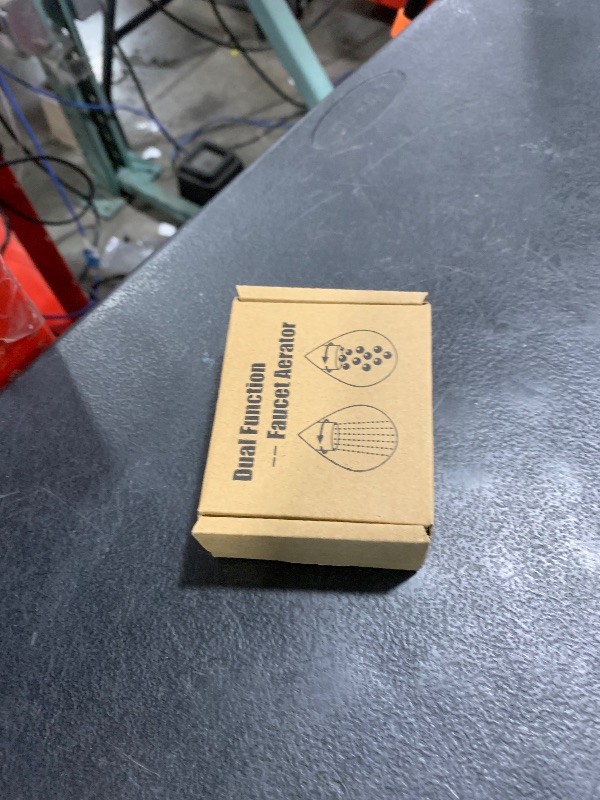 Dual Function
-- Faucet Aerator